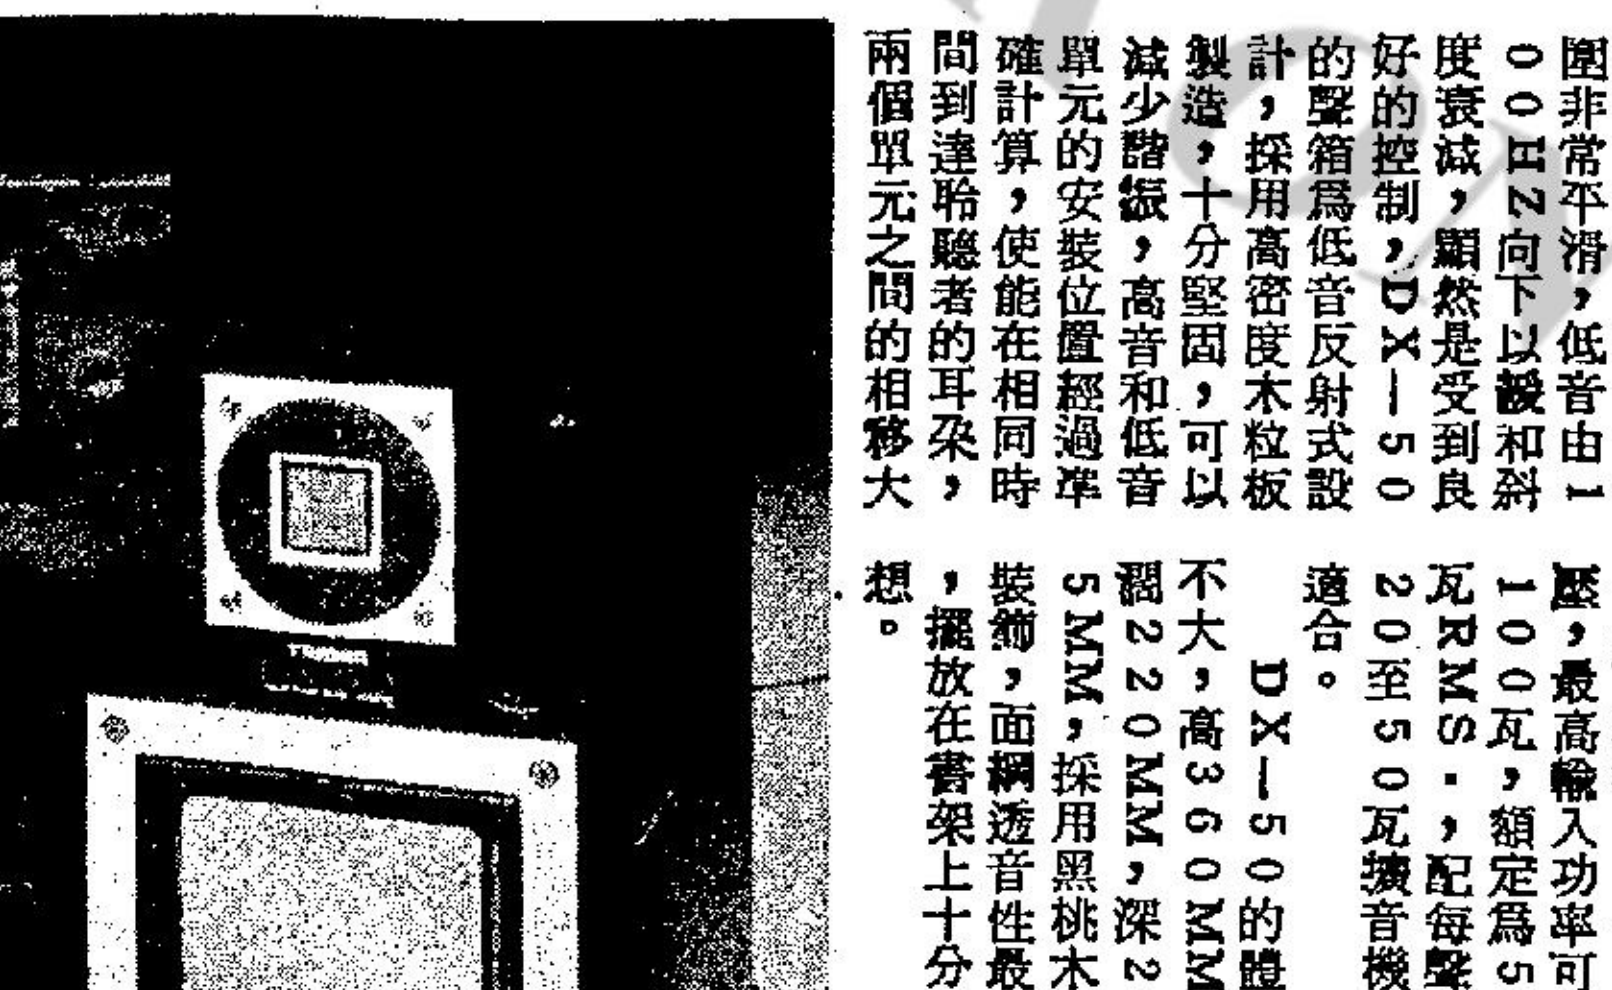 圍非常平滑,低音由1
00HZ向下以緩和斜
度衰减,顯然是受到良
好的控制,DX—50
的聲箱爲低音反射式設
計,採用高密度木粒板
製造,十分堅固,可以
减少諧振,高音和低音
單元的安裝位置經過準
確計算,使能在相同時
間到達聆聽者的耳朶,
兩個單元之間的相移大
壓,最高輸入功率可
100瓦,額定爲5
瓦RMS.,配每聲
20至50瓦擴音機
適合。
DX—50的體
不大,高360MM
濶220MM,深2
5MM,採用黑桃木
裝飾,面網透音性最
,擺放在書架上十分
想。